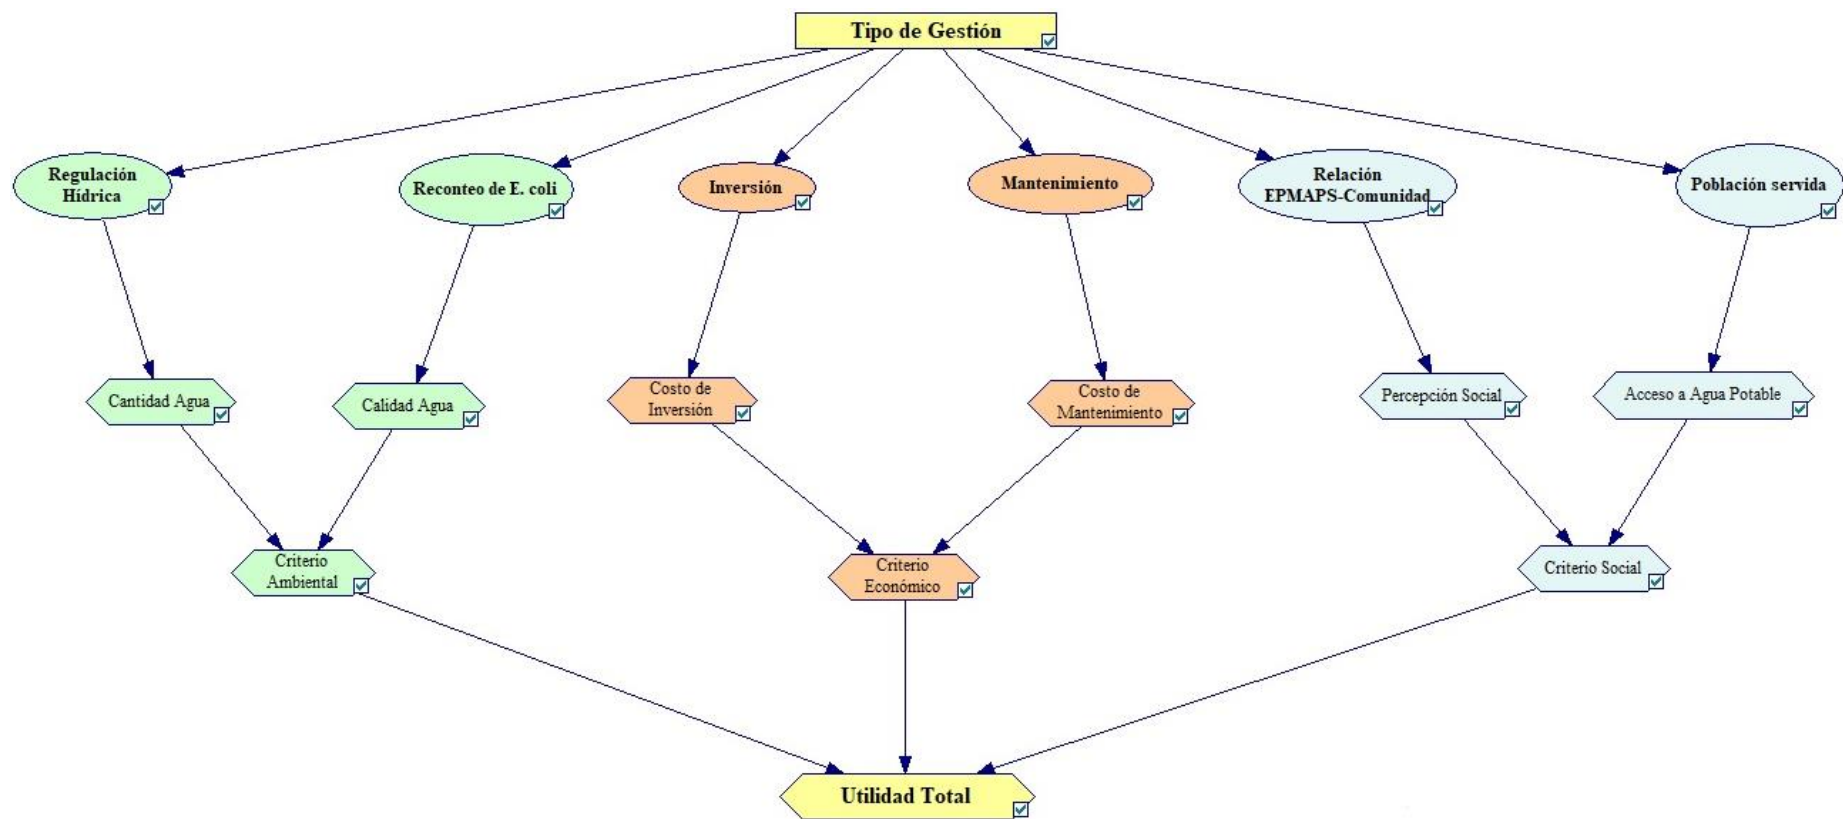 Tipo de Gestión
Regulación
Hídrica
Reconteo de E. coli
Inversión
Mantenimiento
Relación
EPMAPS-Comunidad
Población servida
Cantidad Agua
Calidad Agua
Costo de
Inversión
Costo de
Mantenimiento
Percepción Social
Acceso a Agua Potable
Criterio
Ambiental
Criterio
Económico
Criterio Social
Utilidad Total